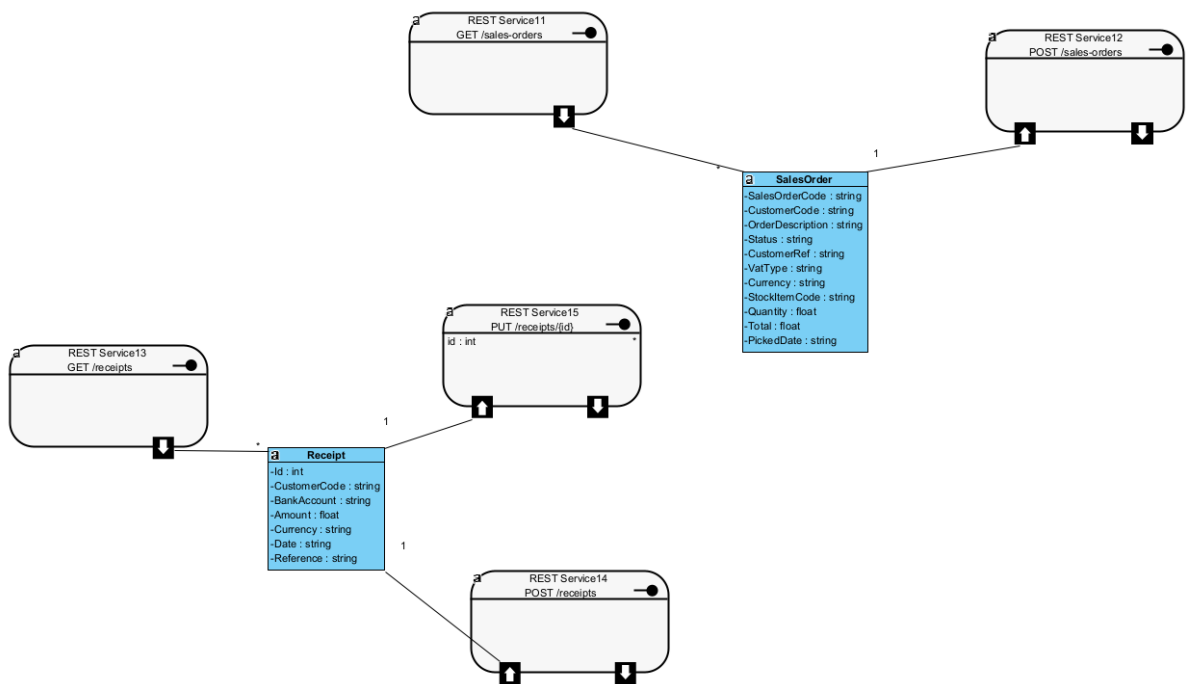 a
REST Service11
GET /sales-orders
a
REST Service12
POST /sales-orders
1
*
a SalesOrder
-SalesOrderCode : string
-CustomerCode : string
-OrderDescription : string
-Status : string
-CustomerRef : string
-VatType : string
-Currency : string
-StockItemCode : string
-Quantity : float
-Total : float
-PickedDate : string
a
REST Service15
PUT /receipts/{id}
id : int *
a
REST Service13
GET /receipts
1
*
a Receipt
-Id : int
-CustomerCode : string
-BankAccount : string
-Amount : float
-Currency : string
-Date : string
-Reference : string
1
a
REST Service14
POST /receipts